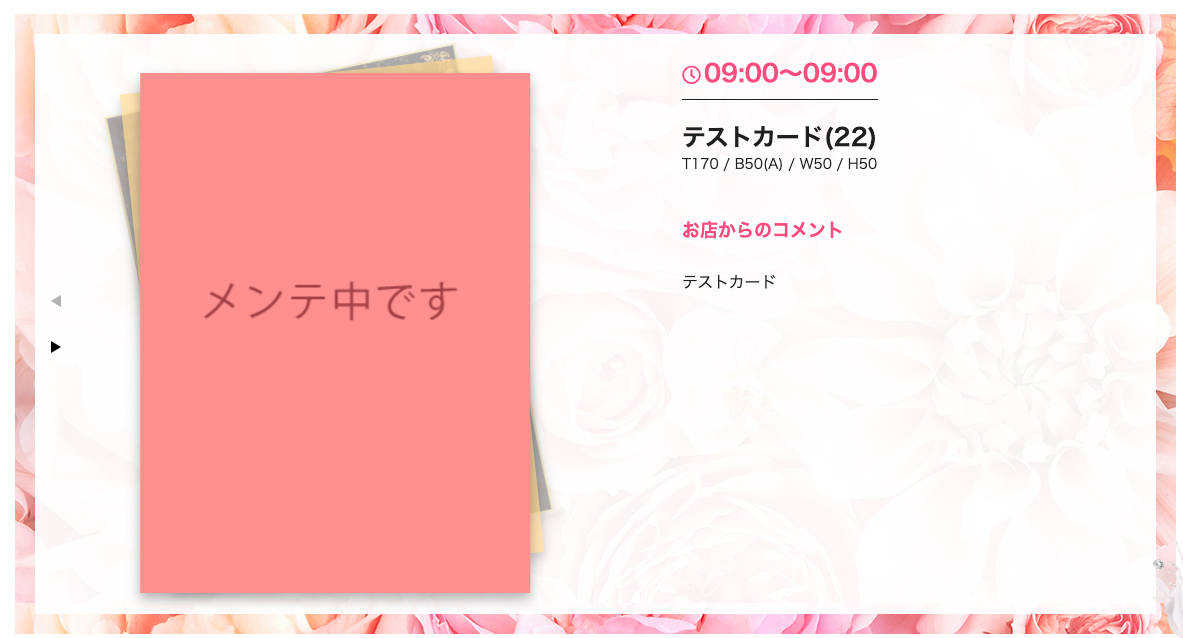 09:00〜09:00
テストカード(22)
T170 / B50(A) / W50 / H50
お店からのコメント
テストカード
メンテ中です